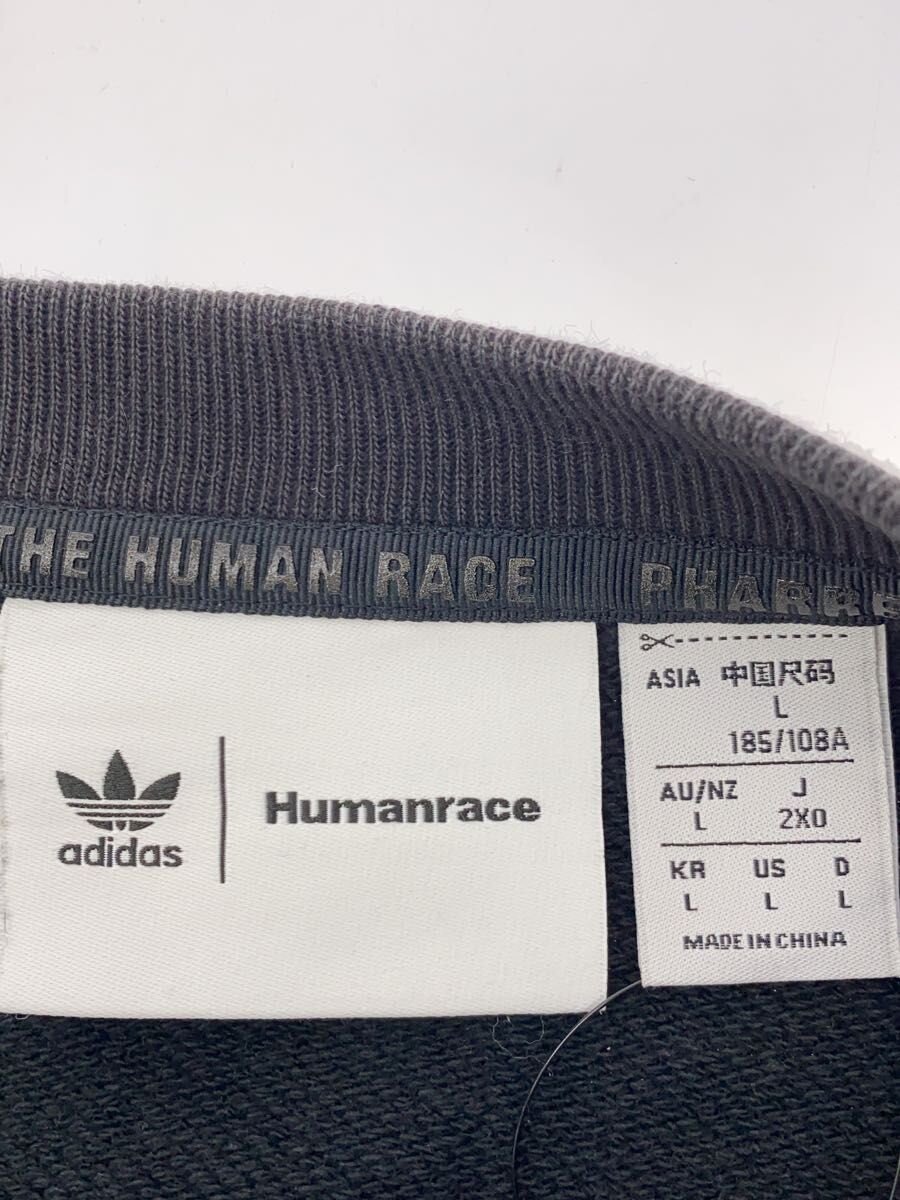 THE HUMAN RACE PHARRE
adidas
Humanrace
ASIA 中国尺码
L
185/108A
AU/NZ J
L 2XO
KR US D
L L L
MADE IN CHINA